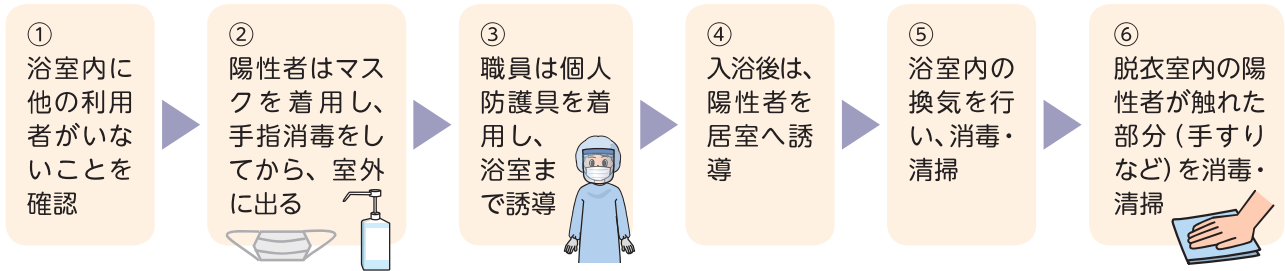 ①
浴室内に
他の利用
者がいな
いことを
確認
②
陽性者はマス
クを着用し、
手指消毒をし
てから、室外
に出る
③
職員は個人
防護具を着
用し、
浴室ま
で誘導
④
入浴後は、
陽性者を
居室へ誘
導
⑤
浴室内の
換気を行
い、消毒・
清掃
⑥
脱衣室内の陽
性者が触れた
部分(手すり
など)を消毒・
清掃